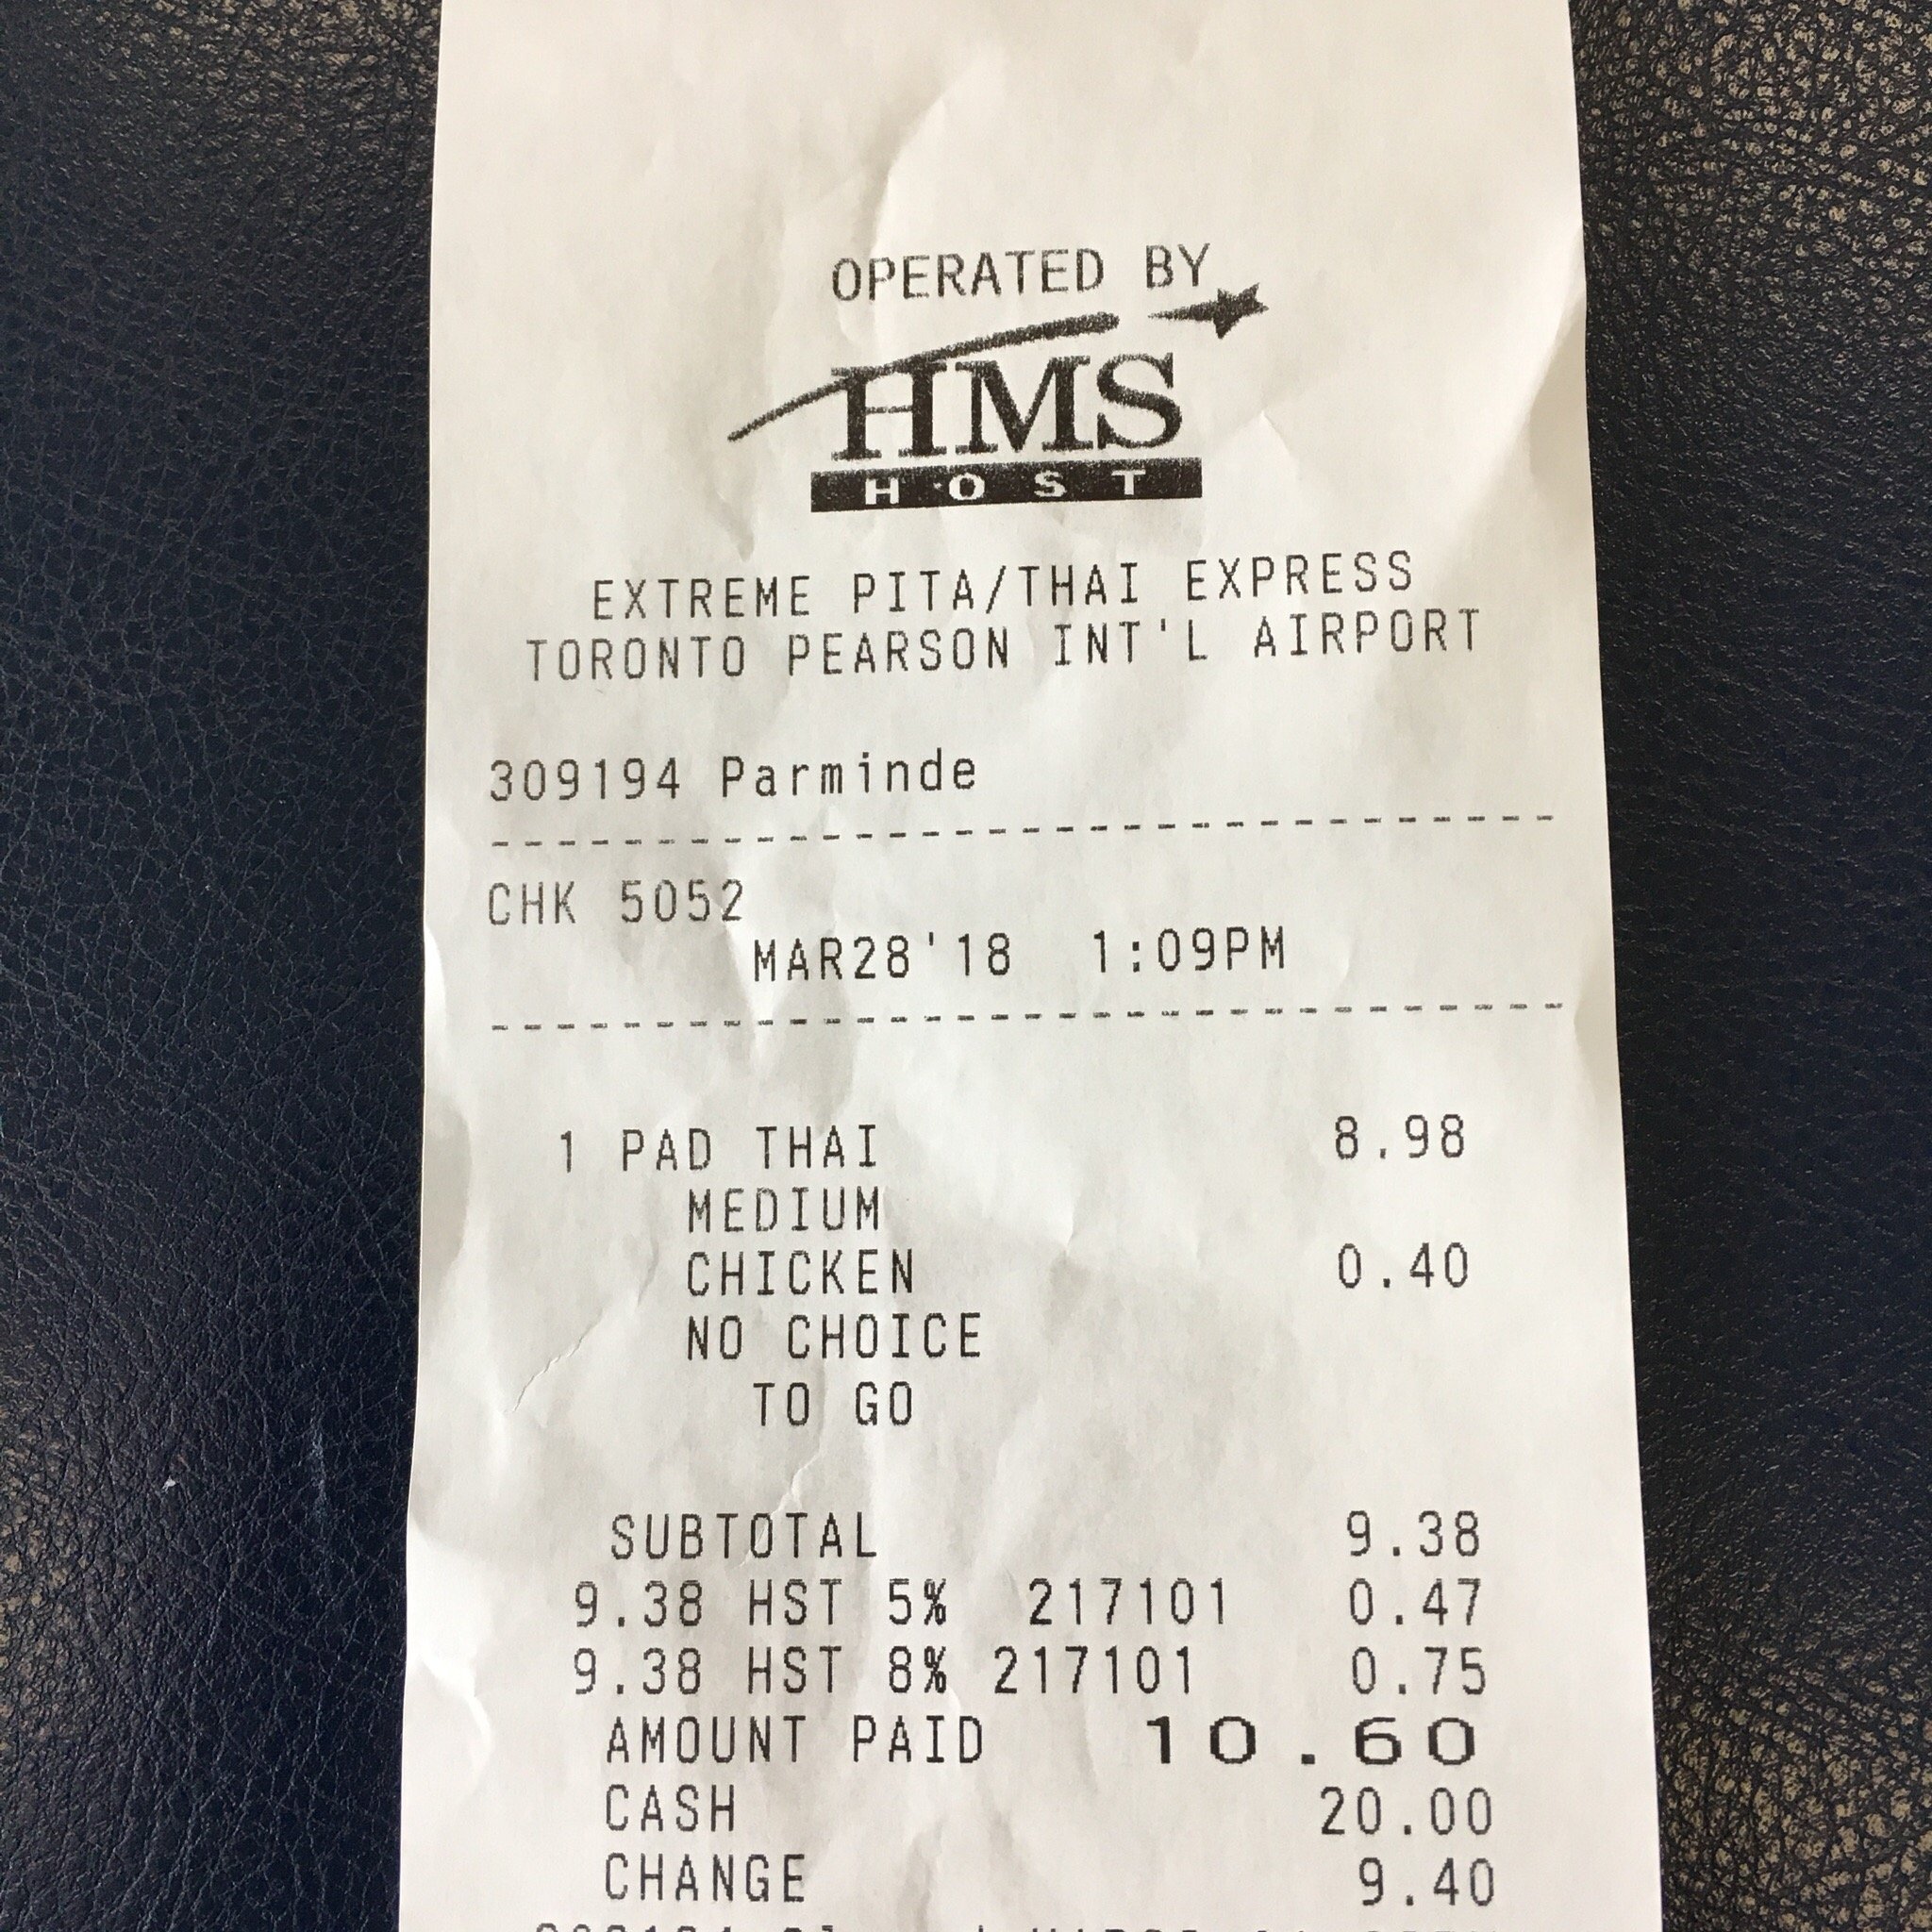 OPERATED BY
HMS
HOST
EXTREME PITA/THAI EXPRESS
TORONTO PEARSON INT'L AIRPORT
309194 Parminde
--------------------------------
CHK 5052
MAR28'18 1:09PM
--------------------------------
1 PAD THAI 8.98
MEDIUM
CHICKEN 0.40
NO CHOICE
TO GO
SUBTOTAL 9.38
9.38 HST 5% 217101 0.47
9.38 HST 8% 217101 0.75
AMOUNT PAID 10.60
CASH 20.00
CHANGE 9.40